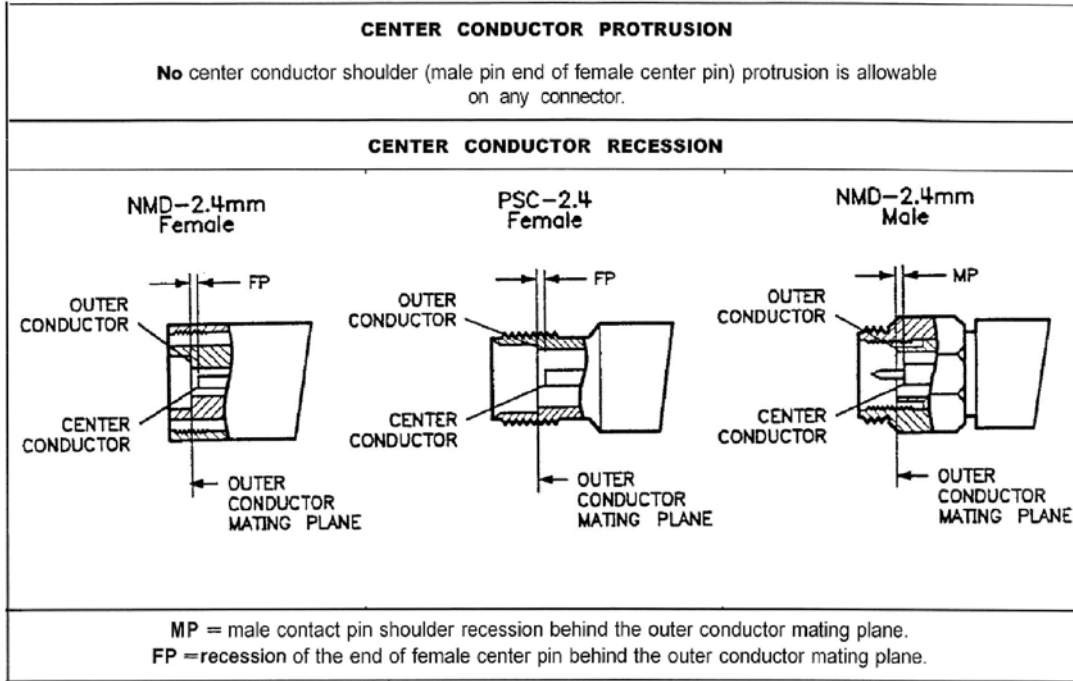 CENTER CONDUCTOR PROTRUSION
No center conductor shoulder (male pin end of female center pin) protrusion is allowable
on any connector.
CENTER CONDUCTOR RECESSION
NMD-2.4mm
Female
FP
OUTER
CONDUCTOR
CENTER
CONDUCTOR
OUTER
CONDUCTOR
MATING PLANE
PSC-2.4
Female
FP
OUTER
CONDUCTOR
CENTER
CONDUCTOR
OUTER
CONDUCTOR
MATING PLANE
NMD-2.4mm
Male
MP
OUTER
CONDUCTOR
CENTER
CONDUCTOR
OUTER
CONDUCTOR
MATING PLANE
MP = male contact pin shoulder recession behind the outer conductor mating plane.
FP =recession of the end of female center pin behind the outer conductor mating plane.